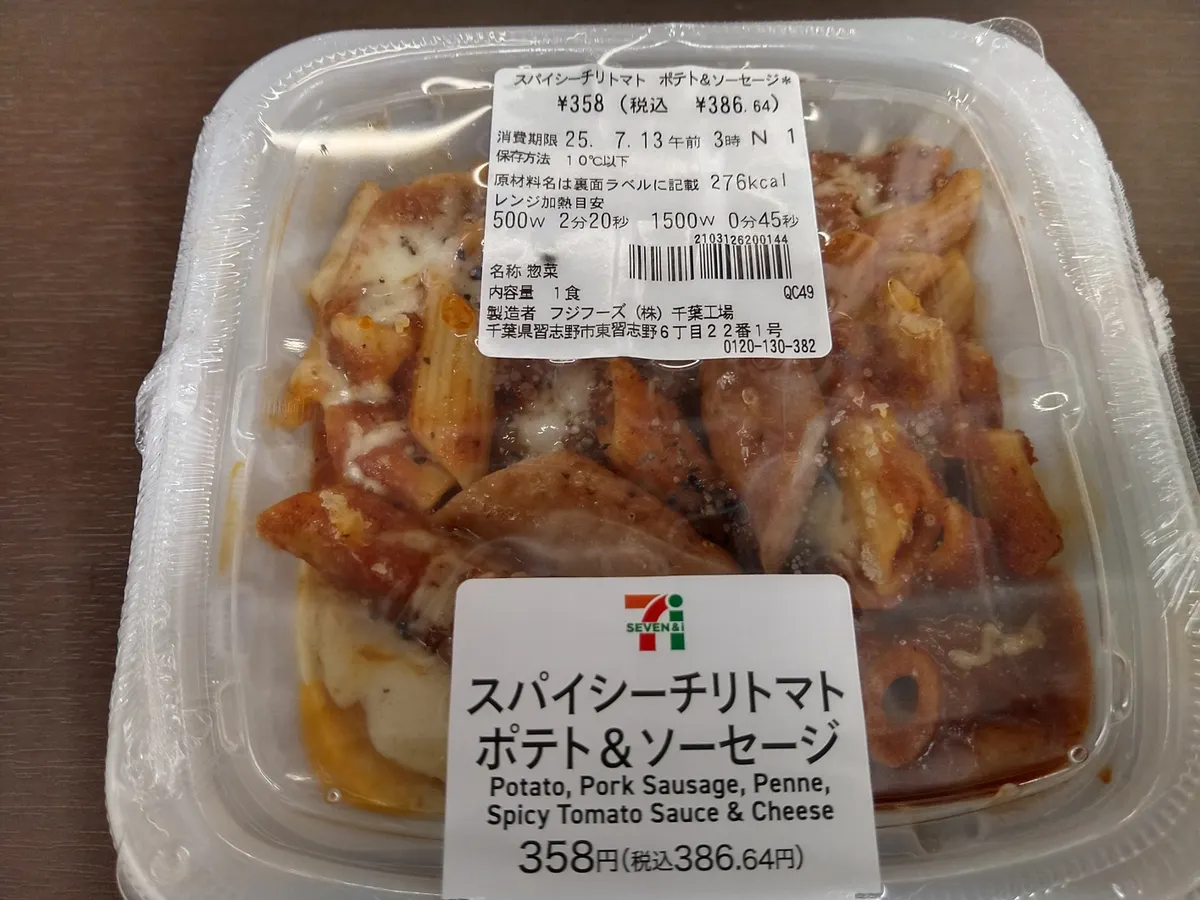 スパイシーチリトマト ポテト&ソーセージ*
¥358 (税込 ¥386.64)
消費期限 25. 7.13午前 3時 N 1
保存方法 10℃以下
原材料名は裏面ラベルに記載 276kcal
レンジ加熱目安
500W 2分20秒 1500W 0分45秒
2103126200144
名称 惣菜
内容量 1食 QC49
製造者 フジフーズ(株)千葉工場
千葉県習志野市東習志野6丁目22番1号
0120-130-382
7i
SEVEN&i
スパイシーチリトマト
ポテト&ソーセージ
Potato, Pork Sausage, Penne,
Spicy Tomato Sauce & Cheese
358円(税込386.64円)